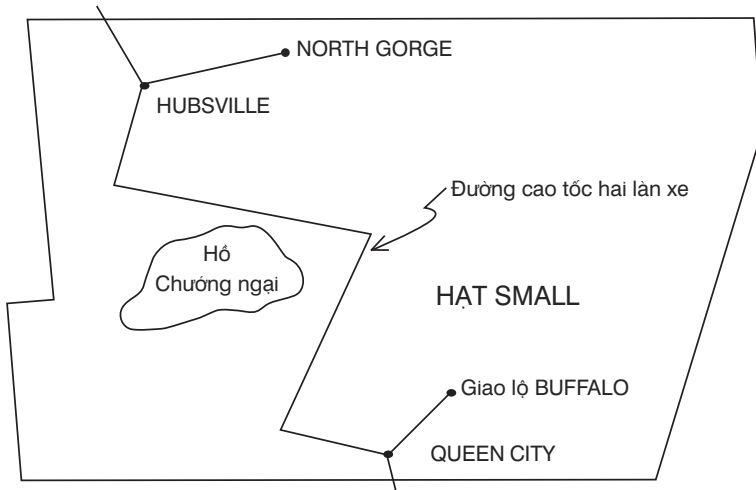 NORTH GORGE
HUBSVILLE
Đường cao tốc hai làn xe
Hồ
Chướng ngại
HẠT SMALL
Giao lộ BUFFALO
QUEEN CITY